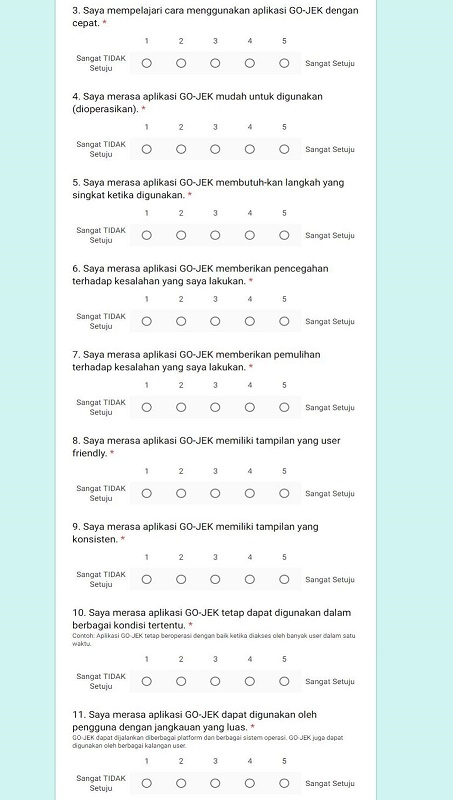 3. Saya mempelajari cara menggunakan aplikasi GO-JEK dengan
cepat. *
1 2 3 4 5
Sangat TIDAK
Setuju
Sangat Setuju
4. Saya merasa aplikasi GO-JEK mudah untuk digunakan
(dioperasikan). *
1 2 3 4 5
Sangat TIDAK
Setuju
Sangat Setuju
5. Saya merasa aplikasi GO-JEK membutuh-kan langkah yang
singkat ketika digunakan. *
1 2 3 4 5
Sangat TIDAK
Setuju
Sangat Setuju
6. Saya merasa aplikasi GO-JEK memberikan pencegahan
terhadap kesalahan yang saya lakukan. *
1 2 3 4 5
Sangat TIDAK
Setuju
Sangat Setuju
7. Saya merasa aplikasi GO-JEK memberikan pemulihan
terhadap kesalahan yang saya lakukan. *
1 2 3 4 5
Sangat TIDAK
Setuju
Sangat Setuju
8. Saya merasa aplikasi GO-JEK memiliki tampilan yang user
friendly. *
1 2 3 4 5
Sangat TIDAK
Setuju
Sangat Setuju
9. Saya merasa aplikasi GO-JEK memiliki tampilan yang
konsisten. *
1 2 3 4 5
Sangat TIDAK
Setuju
Sangat Setuju
10. Saya merasa aplikasi GO-JEK tetap dapat digunakan dalam
berbagai kondisi tertentu. *
Contoh: Aplikasi GO-JEK tetap beroperasi dengan baik ketika diakses oleh banyak user dalam satu
waktu.
1 2 3 4 5
Sangat TIDAK
Setuju
Sangat Setuju
11. Saya merasa aplikasi GO-JEK dapat digunakan oleh
pengguna dengan jangkauan yang luas. *
GO-JEK dapat dijalankan diberbagai platform dan berbagai sistem operasi. GO-JEK juga dapat
digunakan oleh berbagai kalangan user.
1 2 3 4 5
Sangat TIDAK
Setuju
Sangat Setuju